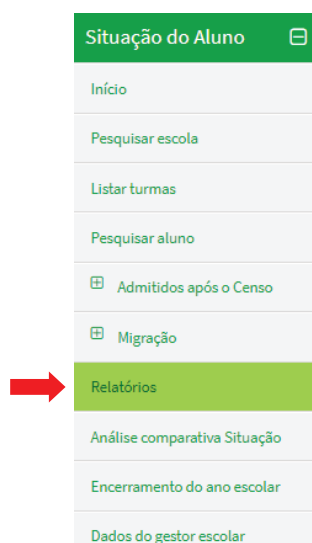 Situação do Aluno
Início
Pesquisar escola
Listar turmas
Pesquisar aluno
Admitidos após o Censo
Migração
Relatórios
Análise comparativa Situação
Encerramento do ano escolar
Dados do gestor escolar